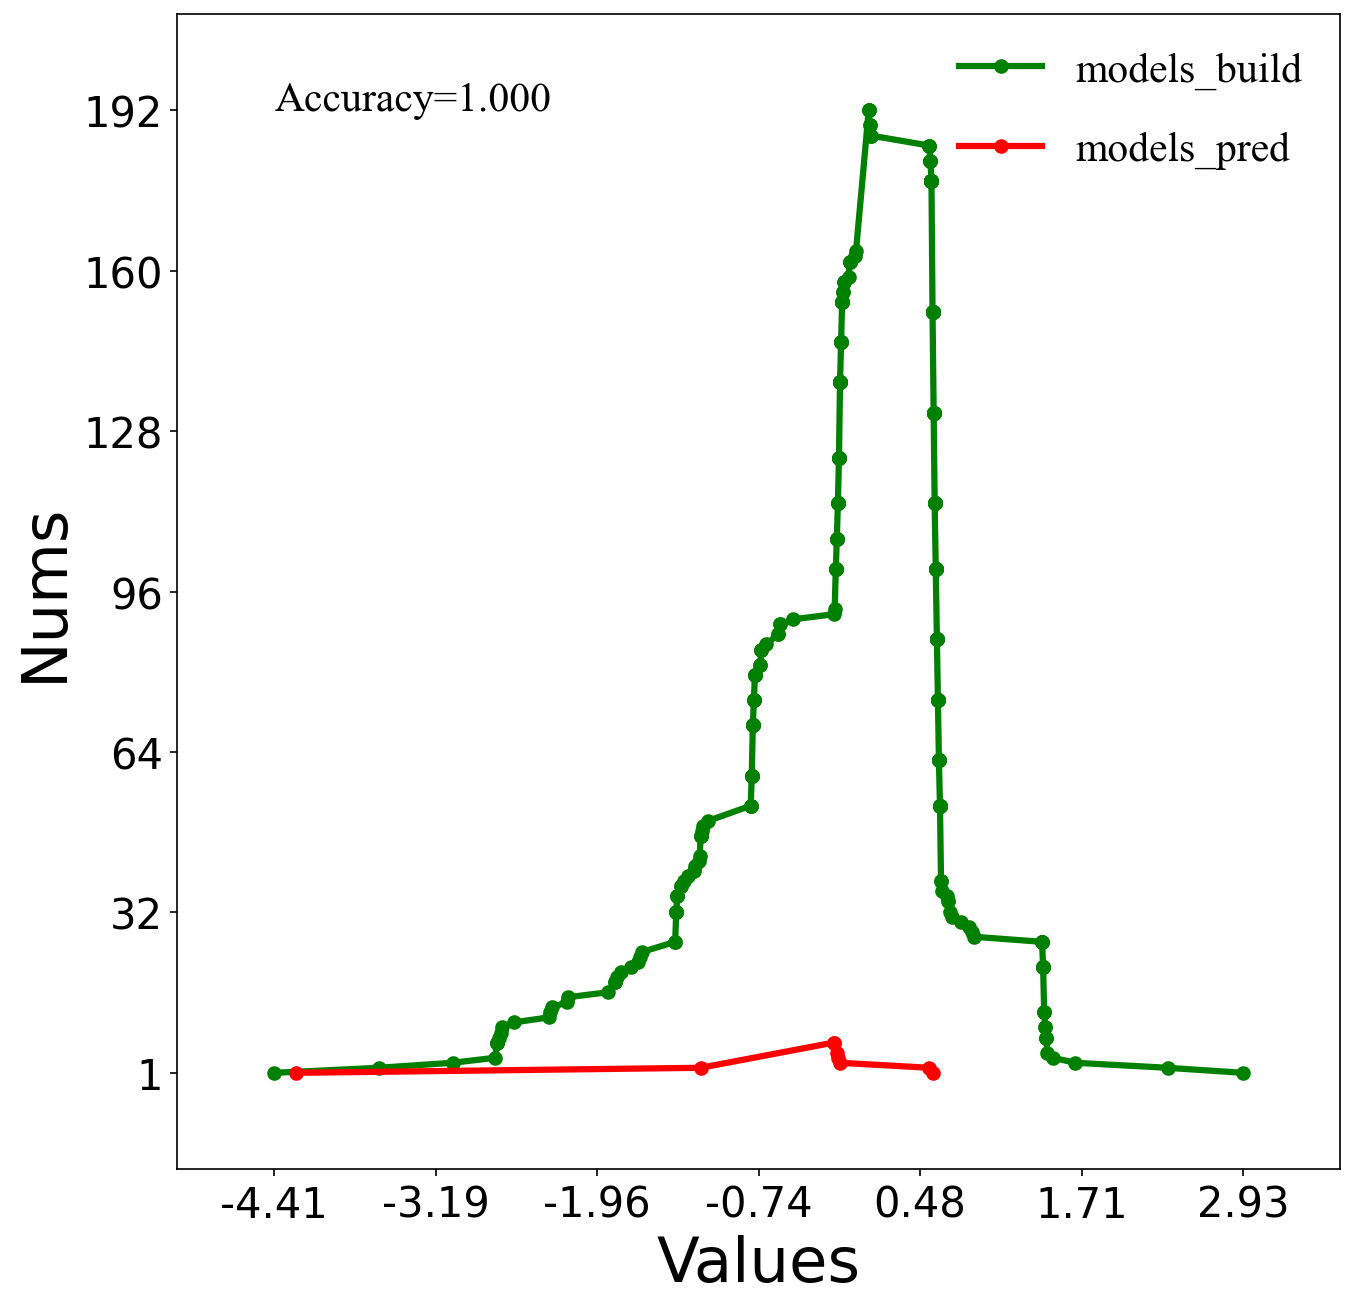 Accuracy=1.000
models_build
models_pred
Nums
192
160
128
96
64
32
1
-4.41 -3.19 -1.96 -0.74 0.48 1.71 2.93
Values